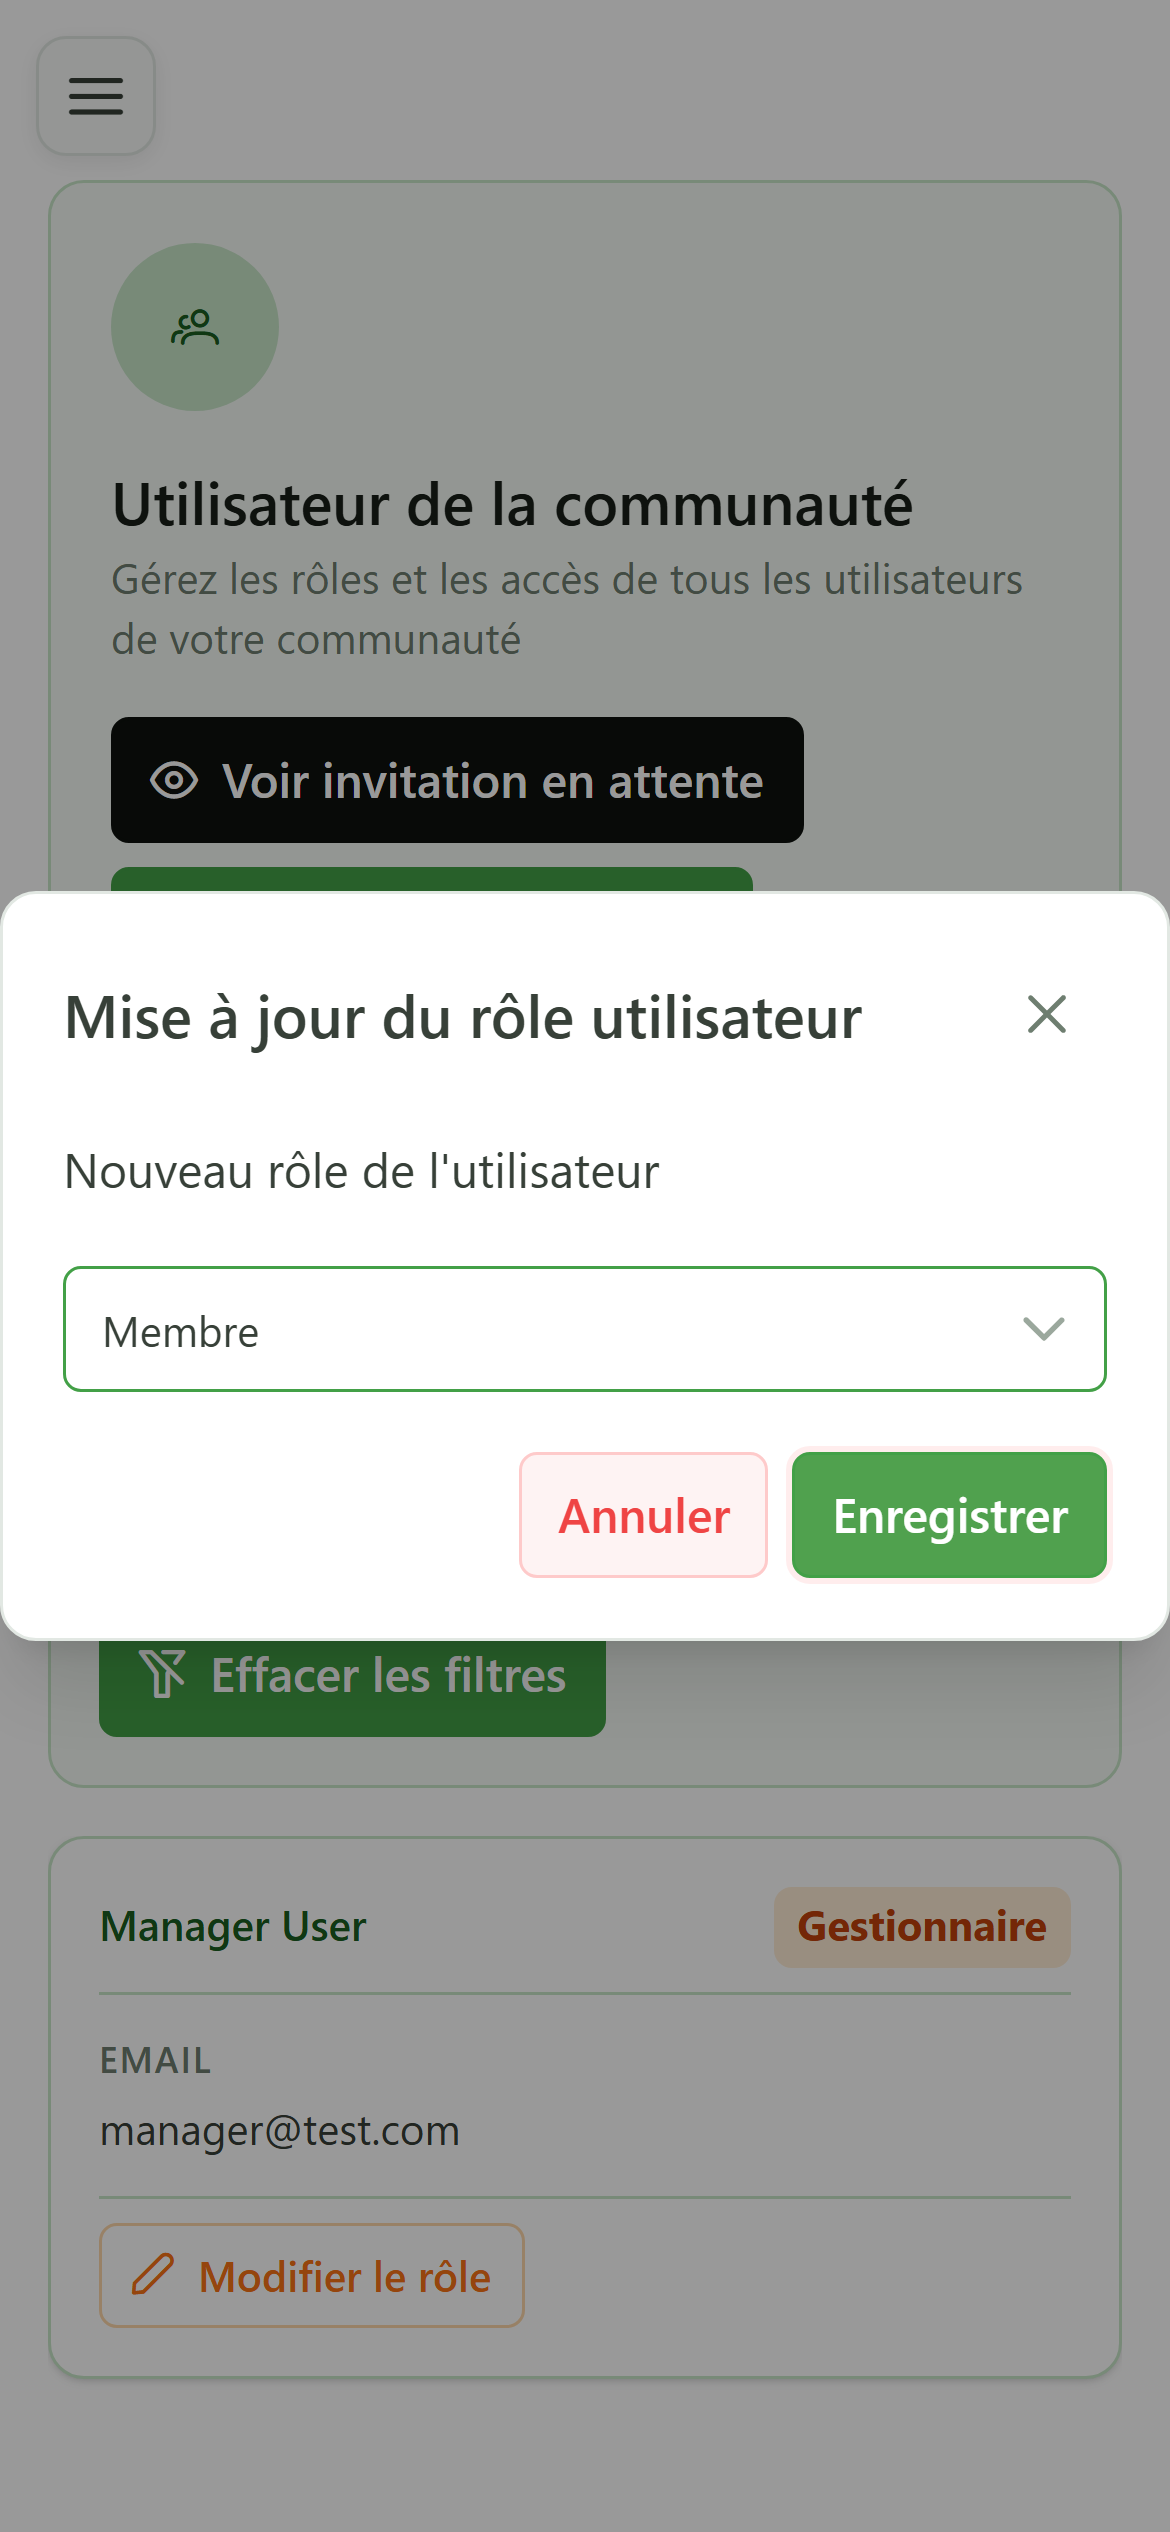 Utilisateur de la communauté
Gérez les rôles et les accès de tous les utilisateurs
de votre communauté
Voir invitation en attente
Mise à jour du rôle utilisateur
Nouveau rôle de l'utilisateur
Membre
Annuler
Enregistrer
Effacer les filtres
Manager User
Gestionnaire
EMAIL
manager@test.com
Modifier le rôle